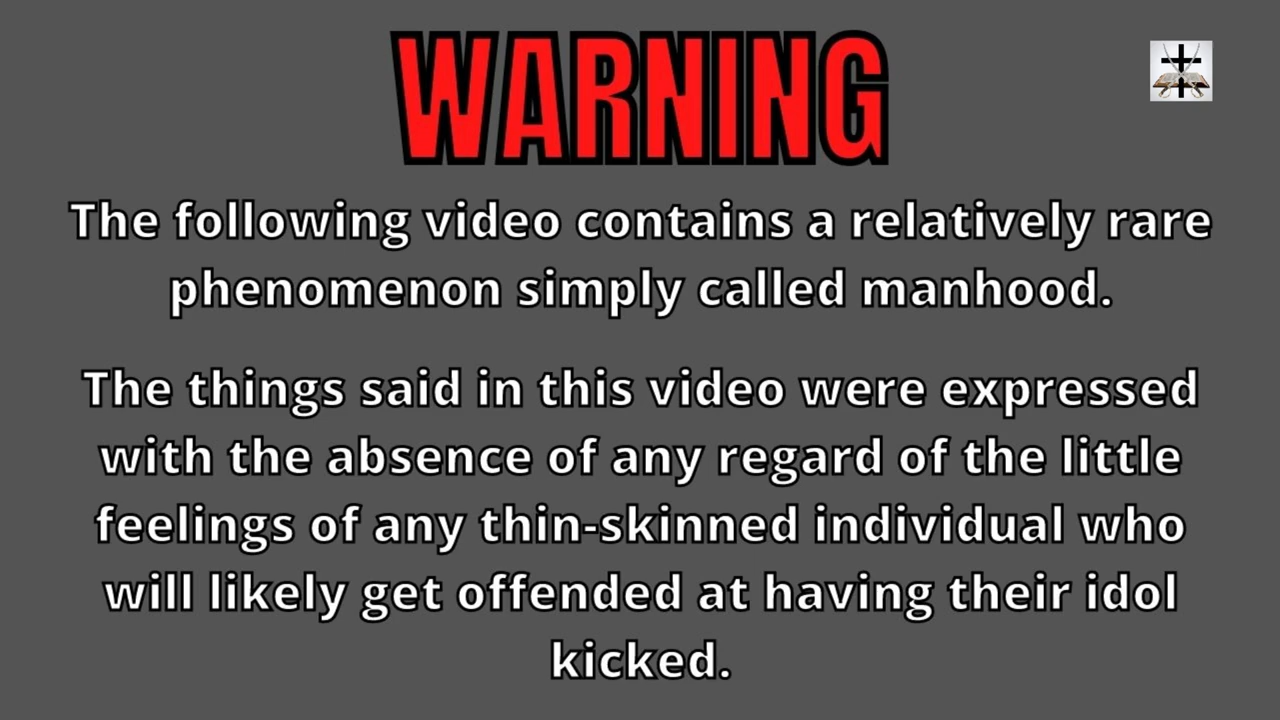 WARNING
The following video contains a relatively rare
phenomenon simply called manhood.
The things said in this video were expressed
with the absence of any regard of the little
feelings of any thin-skinned individual who
will likely get offended at having their idol
kicked.